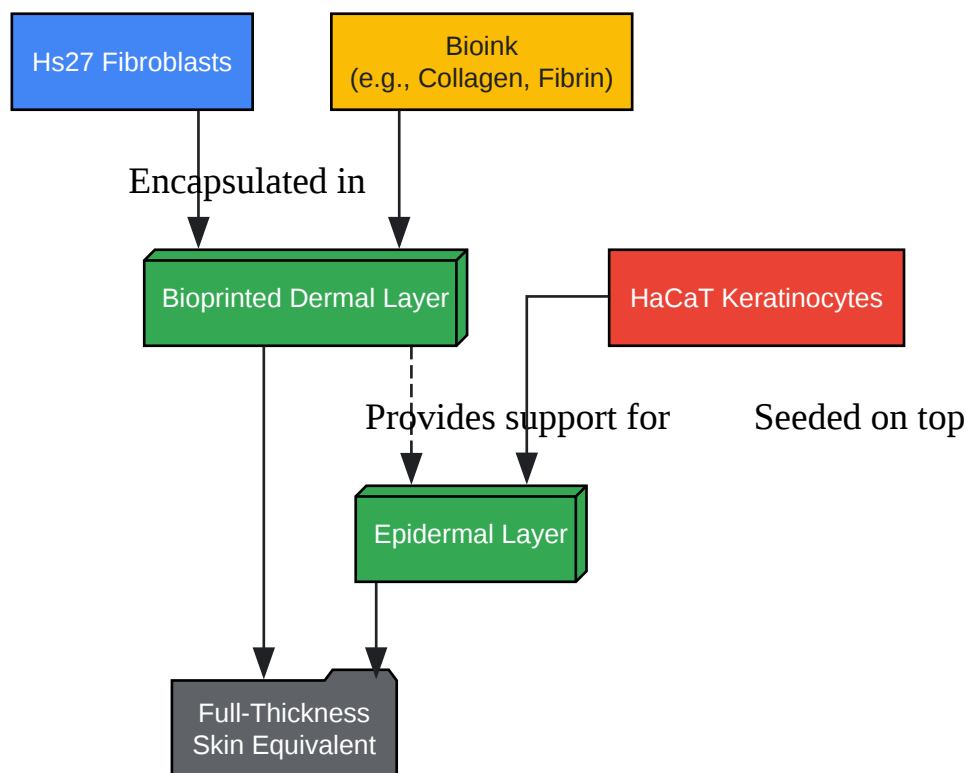 Hs27 Fibroblasts
Bioink
(e.g., Collagen, Fibrin)
Encapsulated in
Bioprinted Dermal Layer
HaCaT Keratinocytes
Provides support for
Seeded on top
Epidermal Layer
Full-Thickness
Skin Equivalent